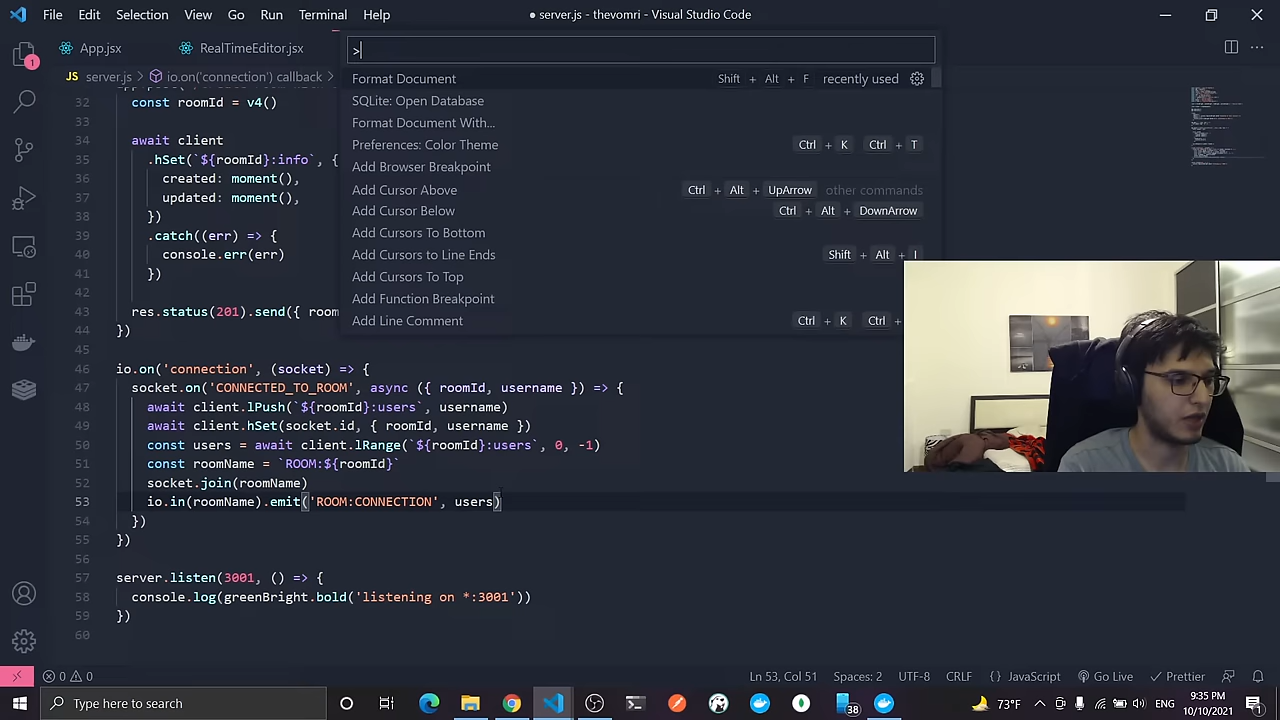 File Edit Selection View Go Run Terminal Help
● server.js - thevomri - Visual Studio Code
App.jsx RealTimeEditor.jsx
>
JS server.js > io.on('connection') callback >
Format Document Shift + Alt + F recently used
SQLite: Open Database
Format Document With...
Preferences: Color Theme Ctrl + K Ctrl + T
Add Browser Breakpoint
Add Cursor Above Ctrl + Alt + UpArrow other commands
Add Cursor Below Ctrl + Alt + DownArrow
Add Cursors To Bottom
Add Cursors to Line Ends Shift + Alt + I
Add Cursors To Top
Add Function Breakpoint
Add Line Comment Ctrl + K Ctrl +
32 const roomId = v4()
33
34 await client
35 .hSet(`${roomId}:info`, {
36 created: moment(),
37 updated: moment(),
38 })
39 .catch((err) => {
40 console.err(err)
41 })
42
43 res.status(201).send({ room
44 })
45
46 io.on('connection', (socket) => {
47 socket.on('CONNECTED_TO_ROOM', async ({ roomId, username }) => {
48 await client.lPush(`${roomId}:users`, username)
49 await client.hSet(socket.id, { roomId, username })
50 const users = await client.lRange(`${roomId}:users`, 0, -1)
51 const roomName = `ROOM:${roomId}`
52 socket.join(roomName)
53 io.in(roomName).emit('ROOM:CONNECTION', users)
54 })
55 })
56
57 server.listen(3001, () => {
58 console.log(greenBright.bold('listening on *:3001'))
59 })
60
0 0 Ln 53, Col 51 Spaces: 2 UTF-8 CRLF JavaScript Go Live Prettier
Type here to search 38 73°F 9:35 PM
10/10/2021 1